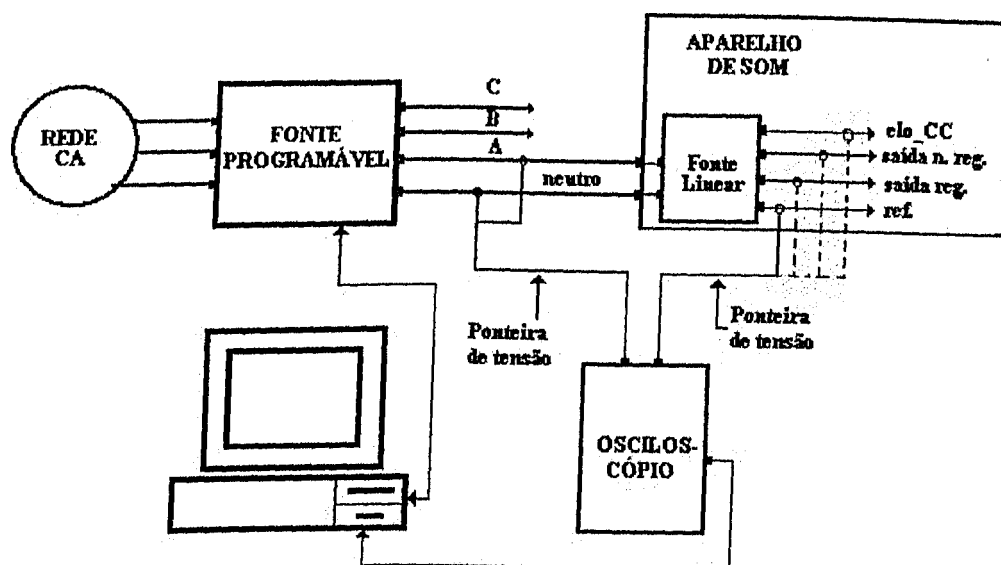 APARELHO
DE SOM
REDE
CA
FONTE
PROGRAMÁVEL
C
B
A
neutro
Fonte
Linear
elo_CC
saída n. reg.
saída reg.
ref.
Ponteira
de tensão
Ponteira
de tensão
OSCILOS-
CÓPIO